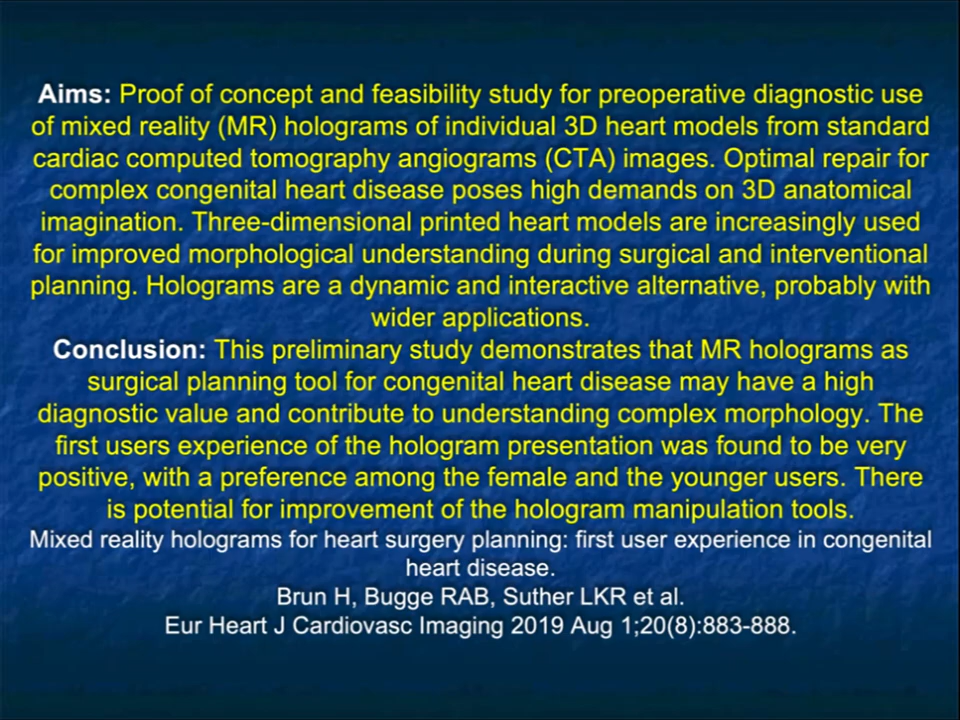 Aims: Proof of concept and feasibility study for preoperative diagnostic use
of mixed reality (MR) holograms of individual 3D heart models from standard
cardiac computed tomography angiograms (CTA) images. Optimal repair for
complex congenital heart disease poses high demands on 3D anatomical
imagination. Three-dimensional printed heart models are increasingly used
for improved morphological understanding during surgical and interventional
planning. Holograms are a dynamic and interactive alternative, probably with
wider applications.
Conclusion: This preliminary study demonstrates that MR holograms as
surgical planning tool for congenital heart disease may have a high
diagnostic value and contribute to understanding complex morphology. The
first users experience of the hologram presentation was found to be very
positive, with a preference among the female and the younger users. There
is potential for improvement of the hologram manipulation tools.
Mixed reality holograms for heart surgery planning: first user experience in congenital
heart disease.
Brun H, Bugge RAB, Suther LKR et al.
Eur Heart J Cardiovasc Imaging 2019 Aug 1;20(8):883-888.